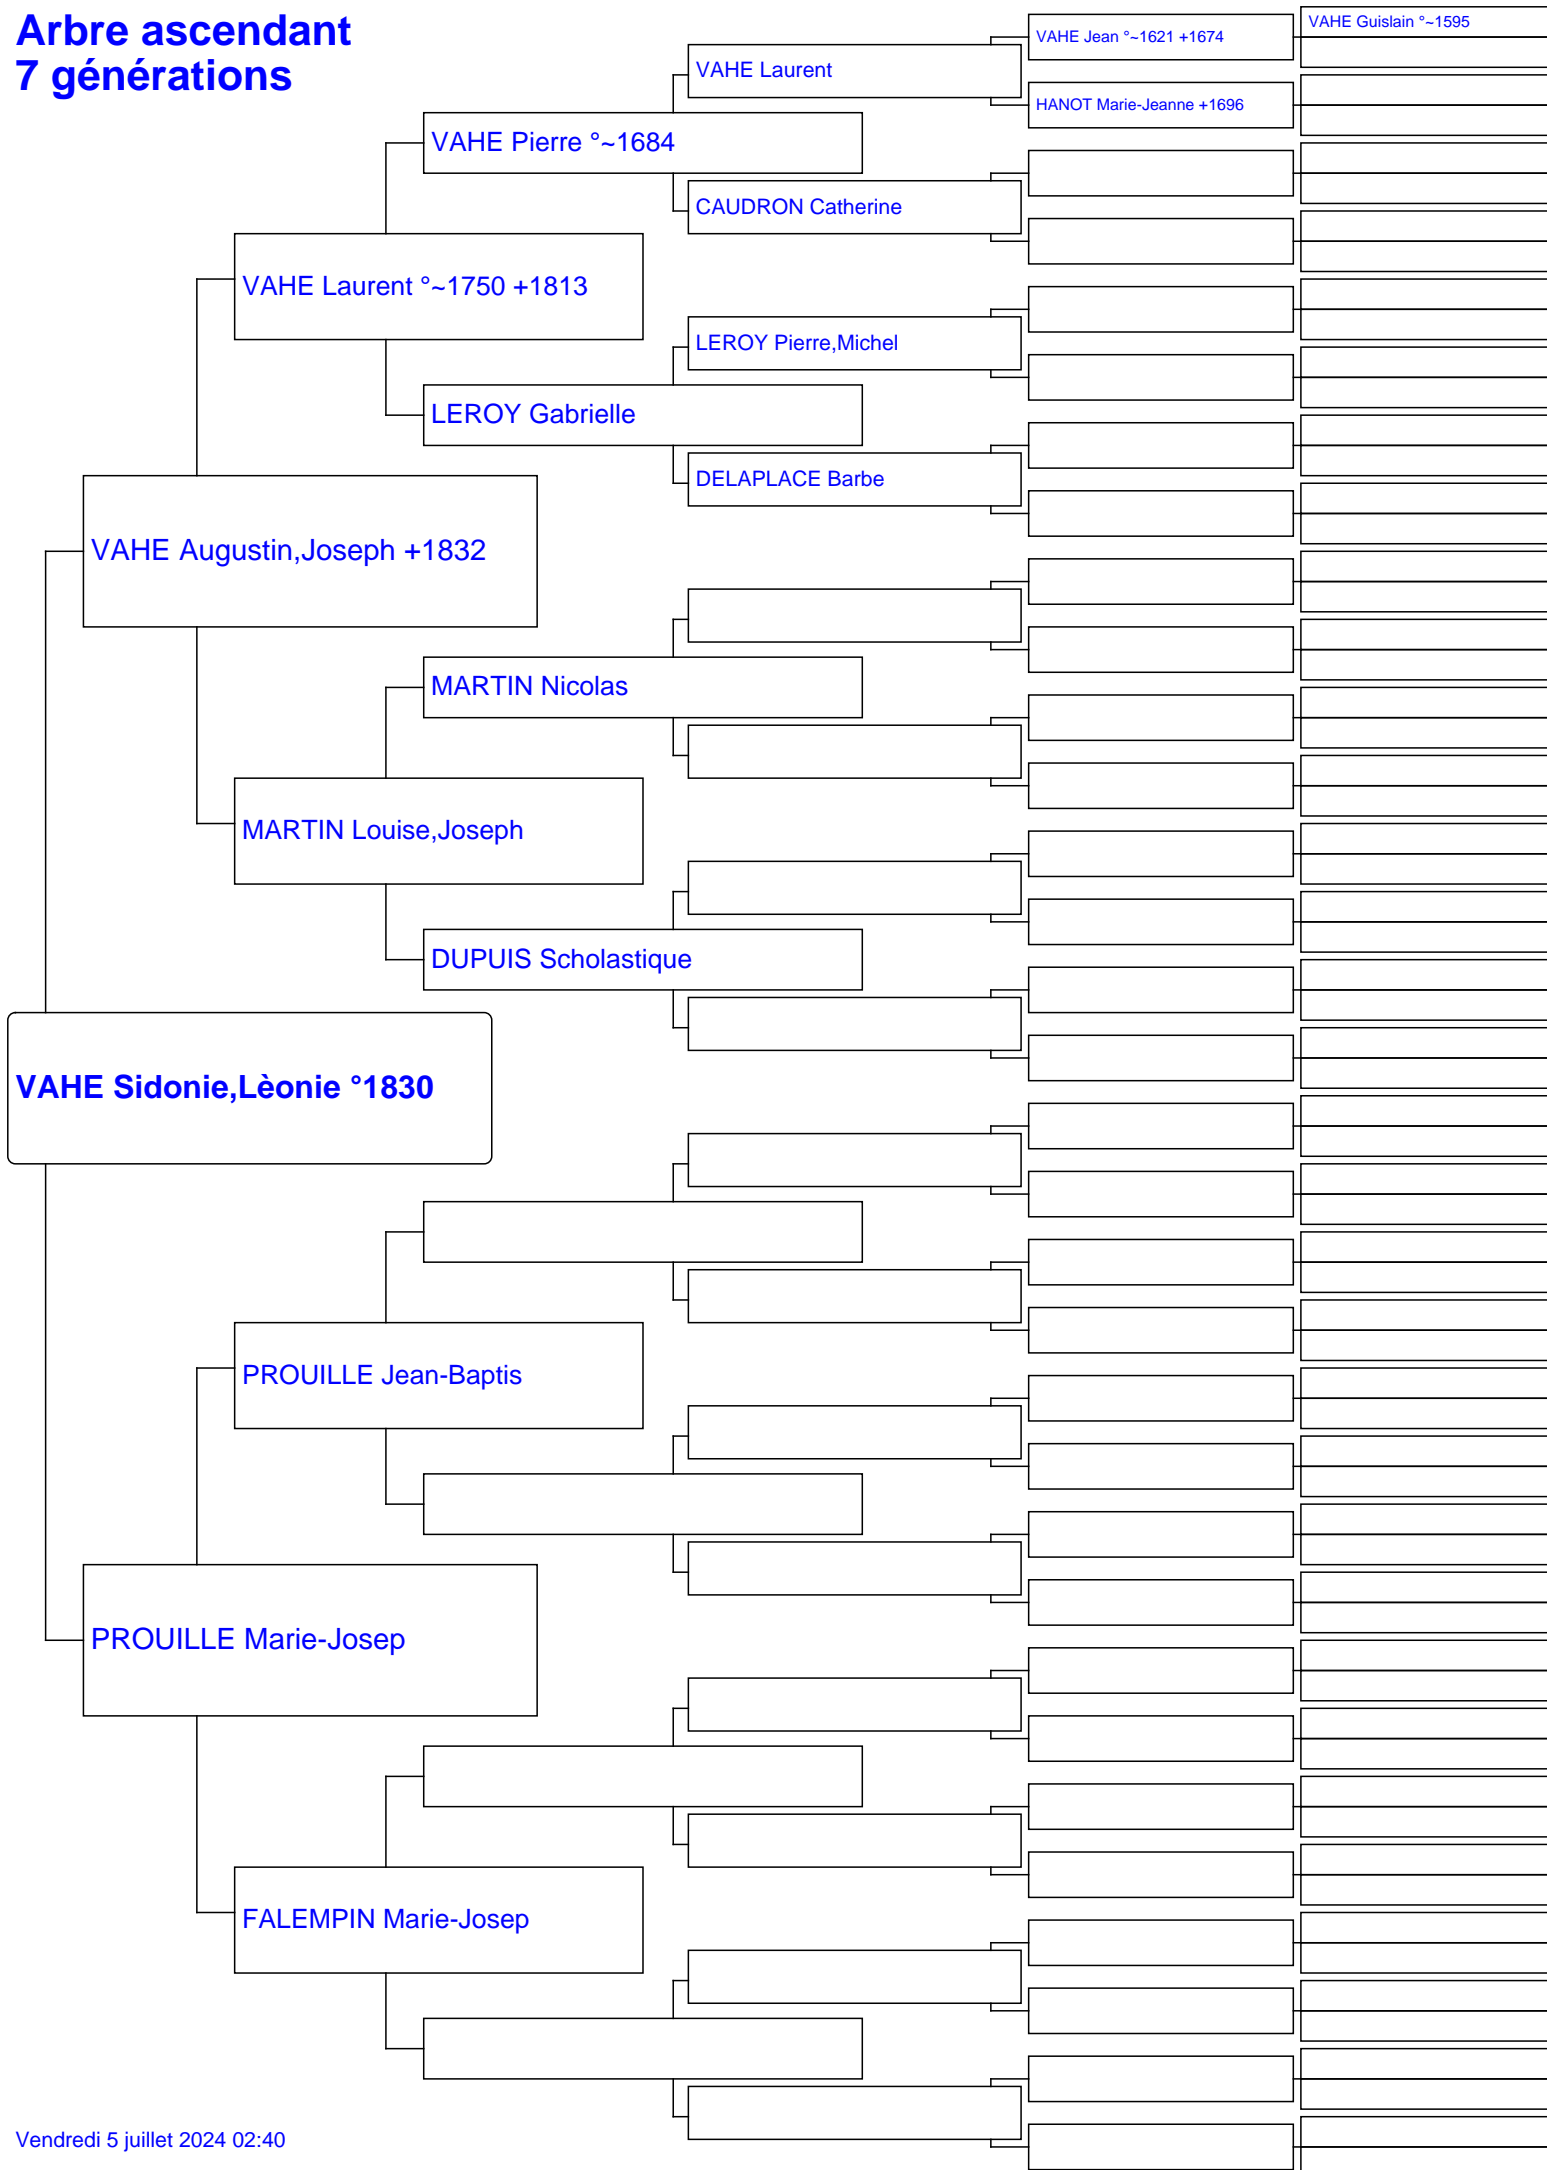 Arbre ascendant
7 générations
VAHE Guislain °~1595
VAHE Jean °~1621 +1674
VAHE Laurent
HANOT Marie-Jeanne +1696
VAHE Pierre °~1684
CAUDRON Catherine
VAHE Laurent °~1750 +1813
LEROY Pierre,Michel
LEROY Gabrielle
DELAPLACE Barbe
VAHE Augustin,Joseph +1832
MARTIN Nicolas
MARTIN Louise,Joseph
DUPUIS Scholastique
VAHE Sidonie,Lèonie °1830
PROUILLE Jean-Baptis
PROUILLE Marie-Josep
FALEMPIN Marie-Josep
Vendredi 5 juillet 2024 02:40